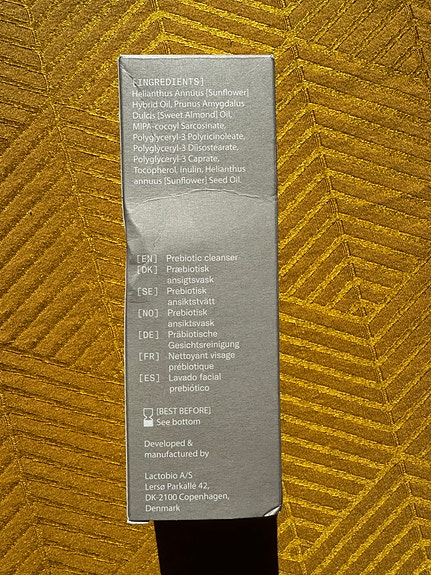 [INGREDIENTS]
Helianthus Annuus [Sunflower]
Hybrid Oil, Prunus Amygdalus
Dulcis [Sweet Almond] Oil,
MIPA-cocoyl Sarcosinate,
Polyglyceryl-3 Polyricinoleate,
Polyglyceryl-3 Diisostearate,
Polyglyceryl-3 Caprate,
Tocopherol, Inulin, Helianthus
annuus [Sunflower] Seed Oil.
[EN] Prebiotic cleanser
[DK] Præbiotisk
ansigtsvask
[SE] Prebiotisk
ansiktstvätt
[NO] Prebiotisk
ansiktsvask
[DE] Präbiotische
Gesichtsreinigung
[FR] Nettoyant visage
prébiotique
[ES] Lavado facial
prebiótico
[BEST BEFORE]
See bottom
Developed &
manufactured by
Lactobio A/S
Lersø Parkallé 42,
DK-2100 Copenhagen,
Denmark